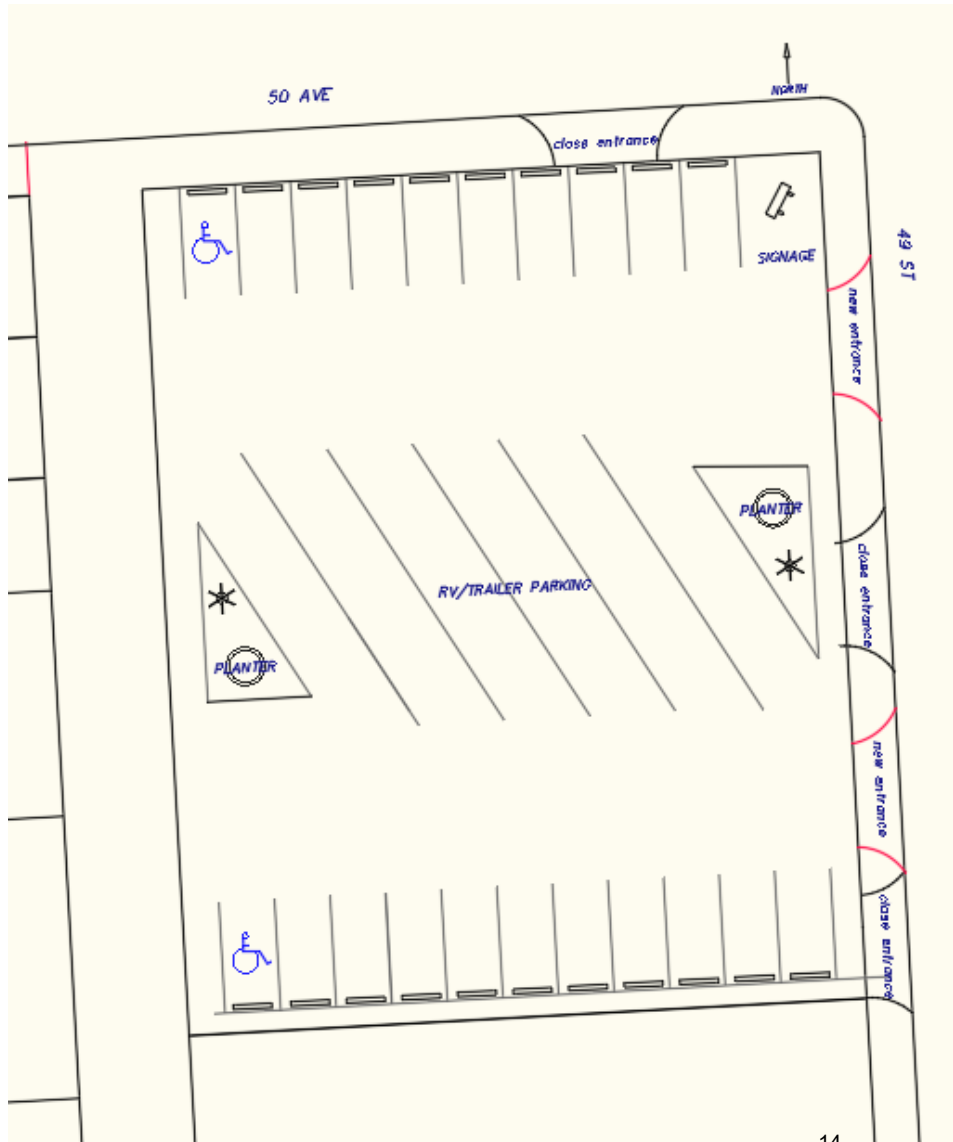 NORTH
50 AVE
close entrance
49 ST
SIGNAGE
new entrance
PLANTER
close entrance
RV/TRAILER PARKING
PLANTER
new entrance
close entrance
14